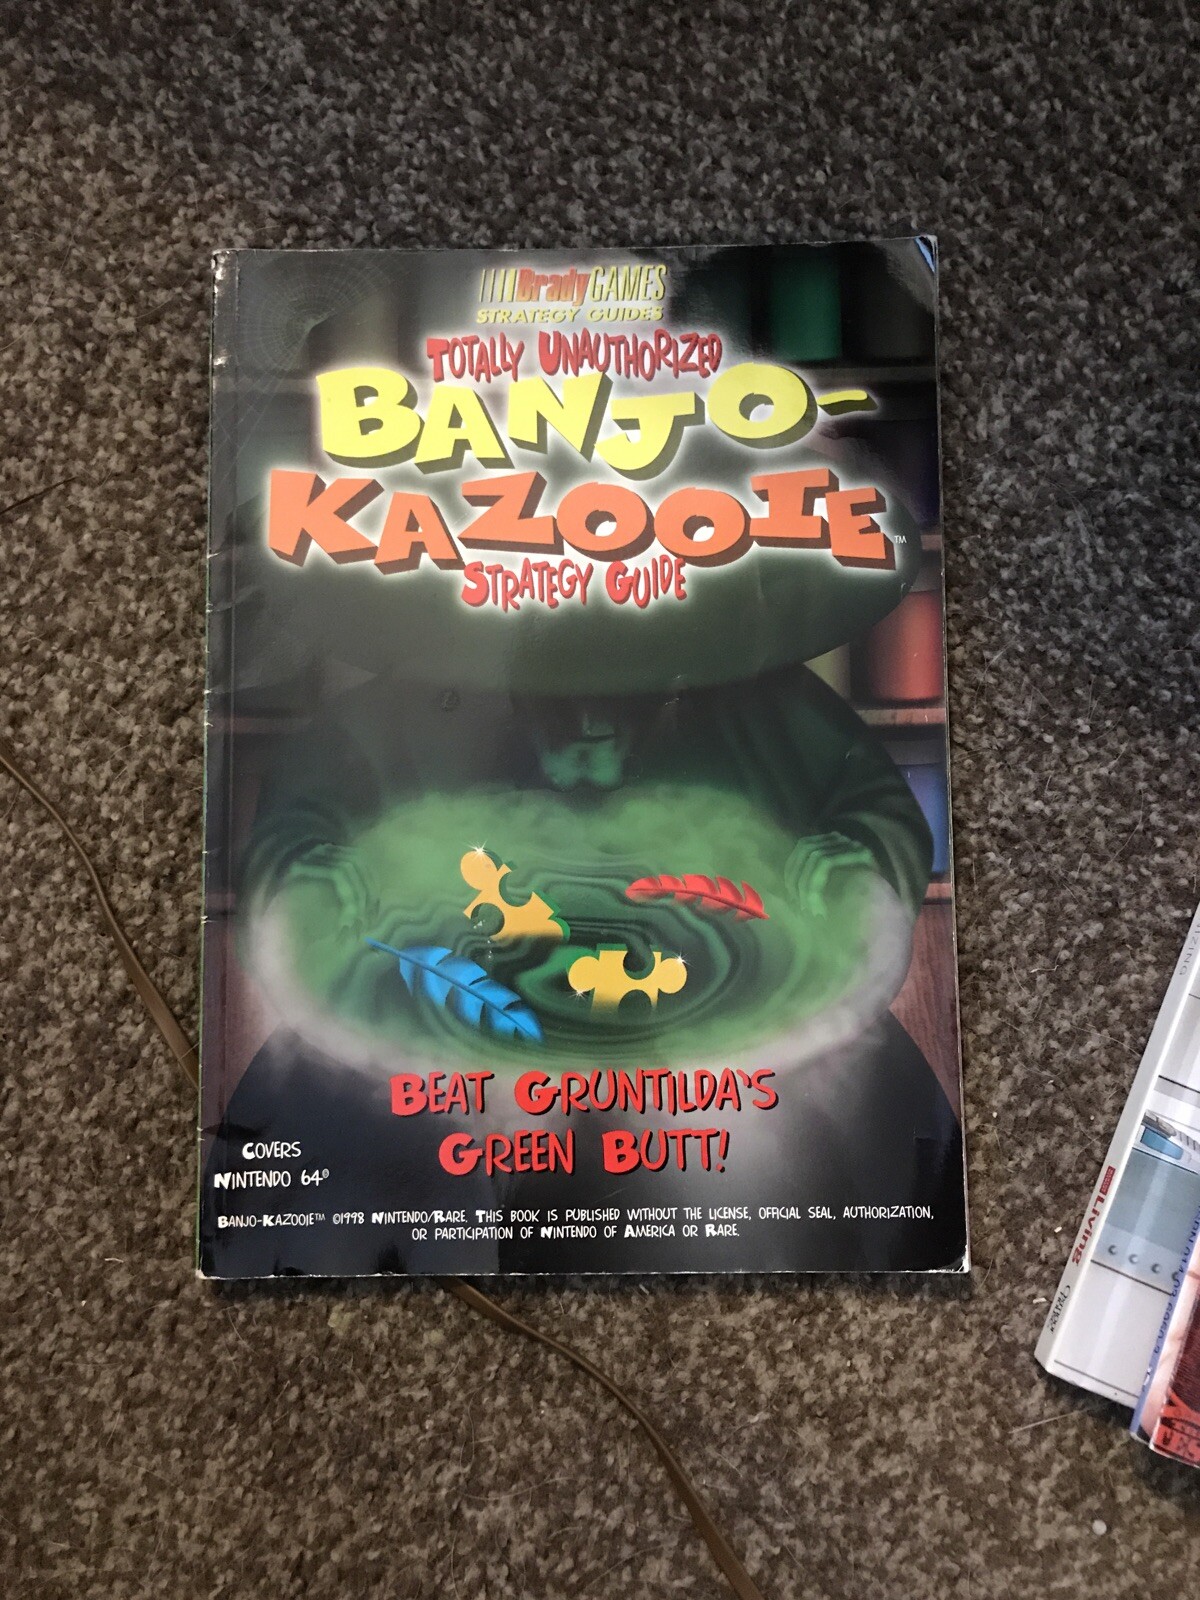 BradyGAMES
STRATEGY GUIDES
TOTALLY UNAUTHORIZED
BANJO-
KAZOOIE™
STRATEGY GUIDE
BEAT GRUNTILDA'S
GREEN BUTT!
COVERS
NINTENDO 64®
BANJO-KAZOOIE™ ©1998 NINTENDO/RARE. THIS BOOK IS PUBLISHED WITHOUT THE LICENSE, OFFICIAL SEAL, AUTHORIZATION,
OR PARTICIPATION OF NINTENDO OF AMERICA OR RARE.
Living